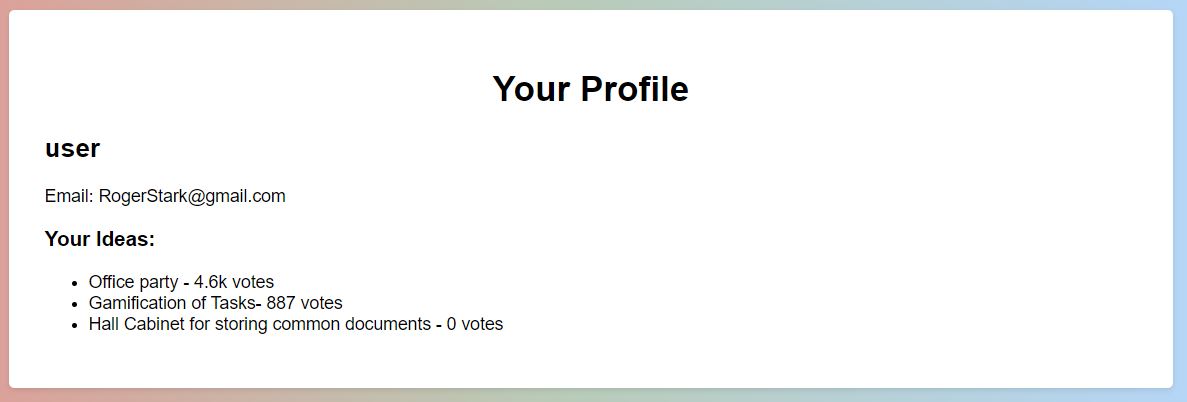 Your Profile
user
Email: RogerStark@gmail.com
Your Ideas:
• Office party - 4.6k votes
• Gamification of Tasks- 887 votes
• Hall Cabinet for storing common documents - 0 votes